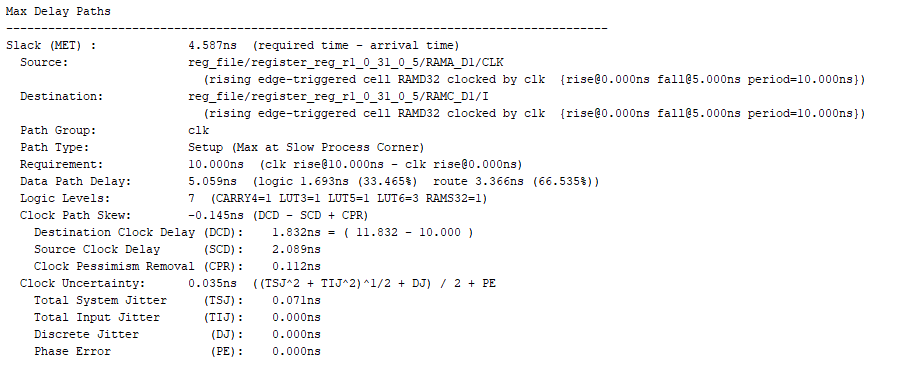 Max Delay Paths
--------------------------------------------------------------------------------------
Slack (MET) :             4.587ns  (required time - arrival time)
  Source:                 reg_file/register_reg_r1_0_31_0_5/RAMA_D1/CLK
                            (rising edge-triggered cell RAMD32 clocked by clk  {rise@0.000ns fall@5.000ns period=10.000ns})
  Destination:            reg_file/register_reg_r1_0_31_0_5/RAMC_D1/I
                            (rising edge-triggered cell RAMD32 clocked by clk  {rise@0.000ns fall@5.000ns period=10.000ns})
  Path Group:             clk
  Path Type:              Setup (Max at Slow Process Corner)
  Requirement:            10.000ns  (clk rise@10.000ns - clk rise@0.000ns)
  Data Path Delay:        5.059ns  (logic 1.693ns (33.465%)  route 3.366ns (66.535%))
  Logic Levels:           7  (CARRY4=1 LUT3=1 LUT5=1 LUT6=3 RAMS32=1)
  Clock Path Skew:        -0.145ns (DCD - SCD + CPR)
    Destination Clock Delay (DCD):    1.832ns = ( 11.832 - 10.000 )
    Source Clock Delay      (SCD):    2.089ns
    Clock Pessimism Removal (CPR):    0.112ns
  Clock Uncertainty:      0.035ns  ((TSJ^2 + TIJ^2)^1/2 + DJ) / 2 + PE
    Total System Jitter     (TSJ):    0.071ns
    Total Input Jitter      (TIJ):    0.000ns
    Discrete Jitter          (DJ):    0.000ns
    Phase Error              (PE):    0.000ns